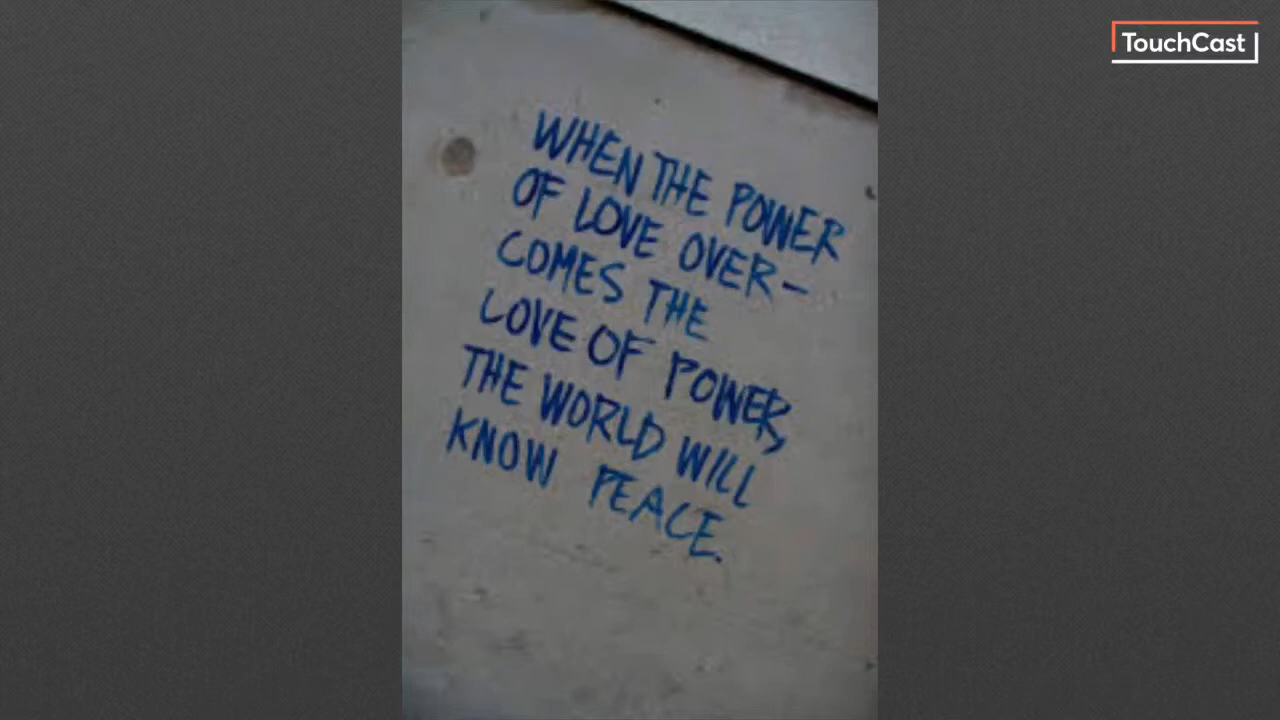 TouchCast
WHEN THE POWER
OF LOVE OVER-
COMES THE
LOVE OF POWER,
THE WORLD WILL
KNOW PEACE.